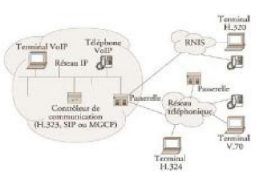 Terminal
H.320
RNIS
Terminal VoIP
Téléphone
VoIP
Réseau IP
Passerelle
Contrôleur de
communication
(H.323, SIP ou MGCP)
Passerelle
Réseau
téléphonique
Terminal
V.70
Terminal
H.324